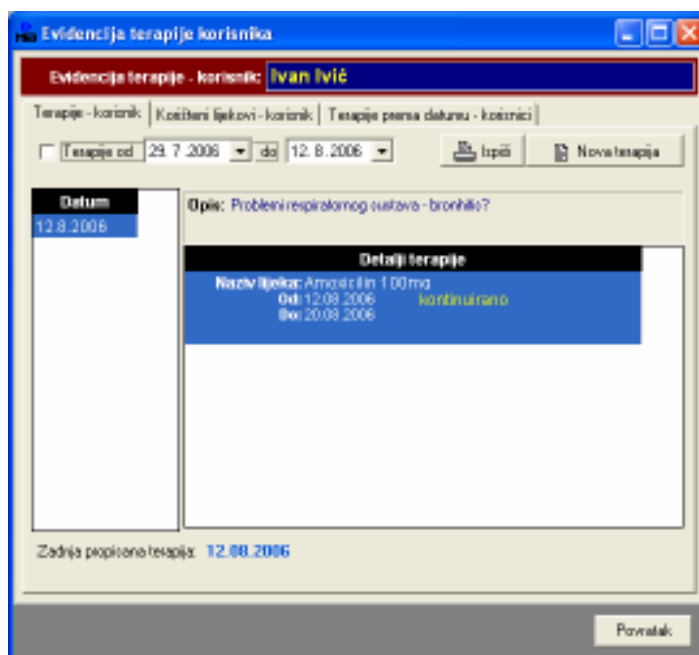 Evidencija terapije korisnika
Evidencija terapije - korisnik: Ivan Ivić
Terapije - korisnik Korišteni lijekovi - korisnik Terapije prema datumu - korisnici
Terapije od 29. 7 .2006 do 12. 8. 2006 Ispiši Nova terapija
Datum
12.8.2006
Opis: Problemi respiratornog sustava - bronhitis?
Detalji terapije
Naziv lijeka: Amoxicilin 100mg
Od: 12.08.2006 kontinuirano
Do: 20.08.2006
Zadnja propisana terapija: 12.08.2006
Povratak